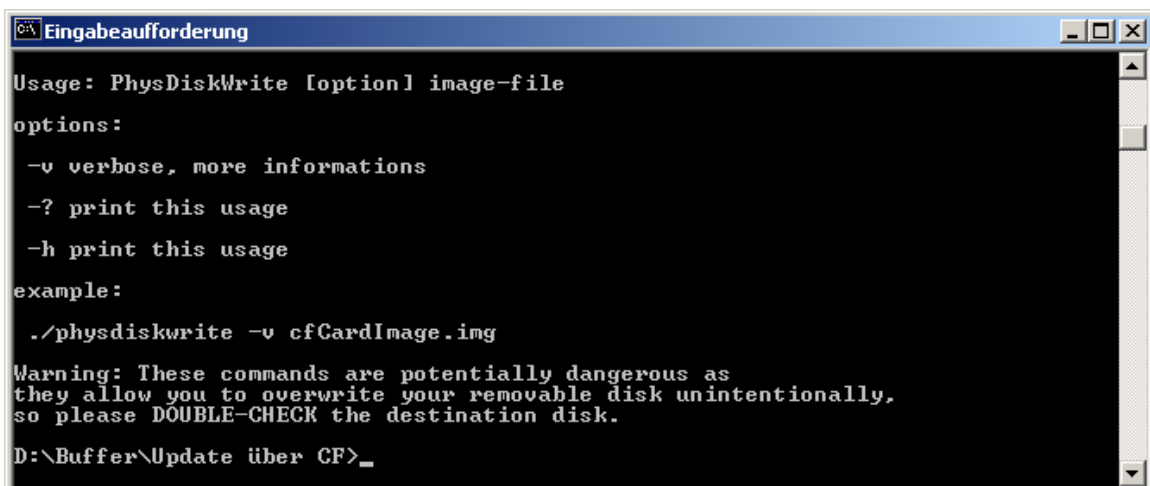 Eingabeaufforderung
Usage: PhysDiskWrite [option] image-file
options:
-v verbose, more informations
-? print this usage
-h print this usage
example:
./physdiskwrite -v cfCardImage.img
Warning: These commands are potentially dangerous as
they allow you to overwrite your removable disk unintentionally,
so please DOUBLE-CHECK the destination disk.
D:\Buffer\Update über CF>_